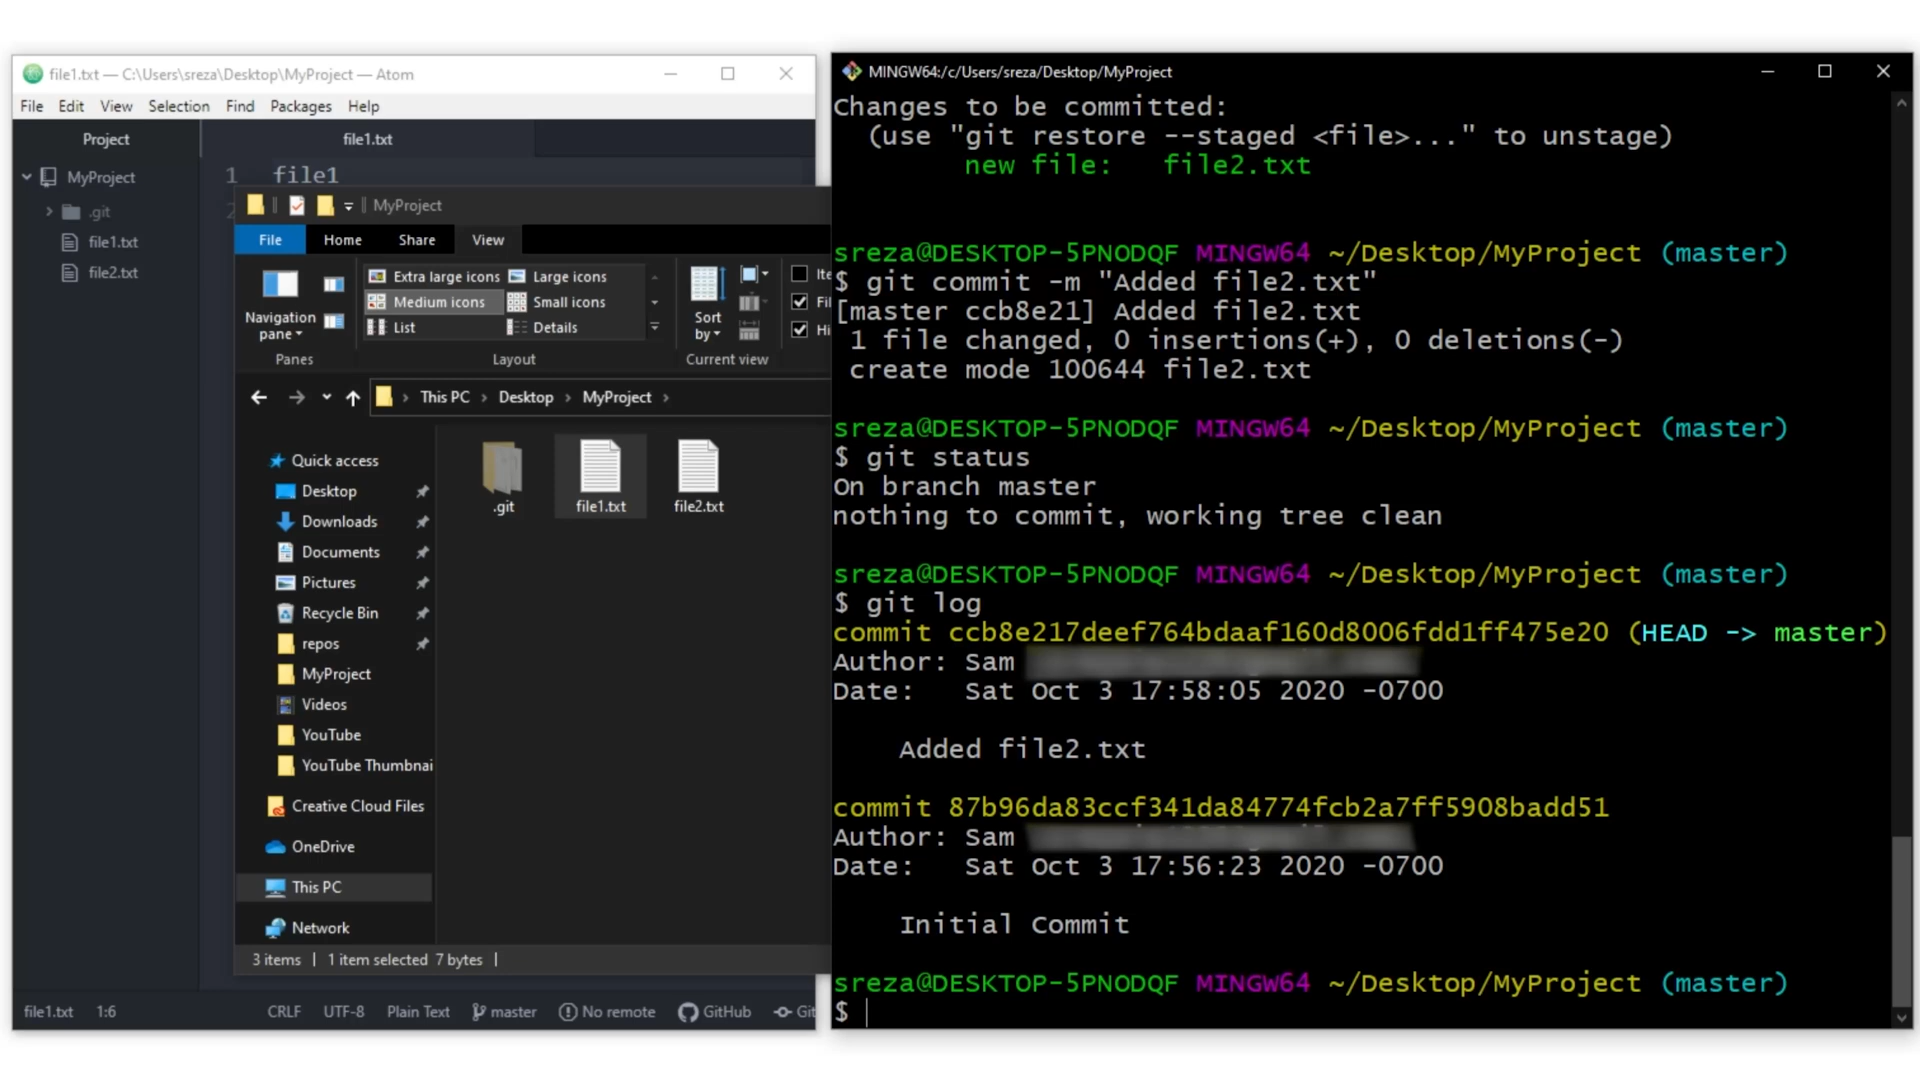 file1.txt — C:\Users\sreza\Desktop\MyProject — Atom
File Edit View Selection Find Packages Help
Project
file1.txt
MyProject
.git
file1.txt
file2.txt
1 file1
2
MyProject
File Home Share View
Navigation pane
Panes
Extra large icons Large icons
Medium icons Small icons
List Details
Layout
Sort by
Current view
This PC > Desktop > MyProject >
Quick access
Desktop
Downloads
Documents
Pictures
Recycle Bin
repos
MyProject
Videos
YouTube
YouTube Thumbnai
Creative Cloud Files
OneDrive
This PC
Network
.git
file1.txt
file2.txt
3 items | 1 item selected 7 bytes |
file1.txt 1:6 CRLF UTF-8 Plain Text master No remote GitHub Git
MINGW64:/c/Users/sreza/Desktop/MyProject
Changes to be committed:
(use "git restore --staged <file>..." to unstage)
new file: file2.txt
sreza@DESKTOP-5PNODQF MINGW64 ~/Desktop/MyProject (master)
$ git commit -m "Added file2.txt"
[master ccb8e21] Added file2.txt
1 file changed, 0 insertions(+), 0 deletions(-)
create mode 100644 file2.txt
sreza@DESKTOP-5PNODQF MINGW64 ~/Desktop/MyProject (master)
$ git status
On branch master
nothing to commit, working tree clean
sreza@DESKTOP-5PNODQF MINGW64 ~/Desktop/MyProject (master)
$ git log
commit ccb8e217deef764bdaaf160d8006fdd1ff475e20 (HEAD -> master)
Author: Sam
Date: Sat Oct 3 17:58:05 2020 -0700
Added file2.txt
commit 87b96da83ccf341da84774fcb2a7ff5908badd51
Author: Sam
Date: Sat Oct 3 17:56:23 2020 -0700
Initial Commit
sreza@DESKTOP-5PNODQF MINGW64 ~/Desktop/MyProject (master)
$